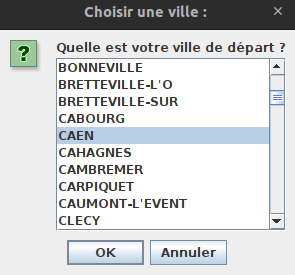 Choisir une ville :
Quelle est votre ville de départ ?
BONNEVILLE
BRETTEVILLE-L'O
BRETTEVILLE-SUR
CABOURG
CAEN
CAHAGNES
CAMBREMER
CARPIQUET
CAUMONT-L'EVENT
CLECY
OK
Annuler